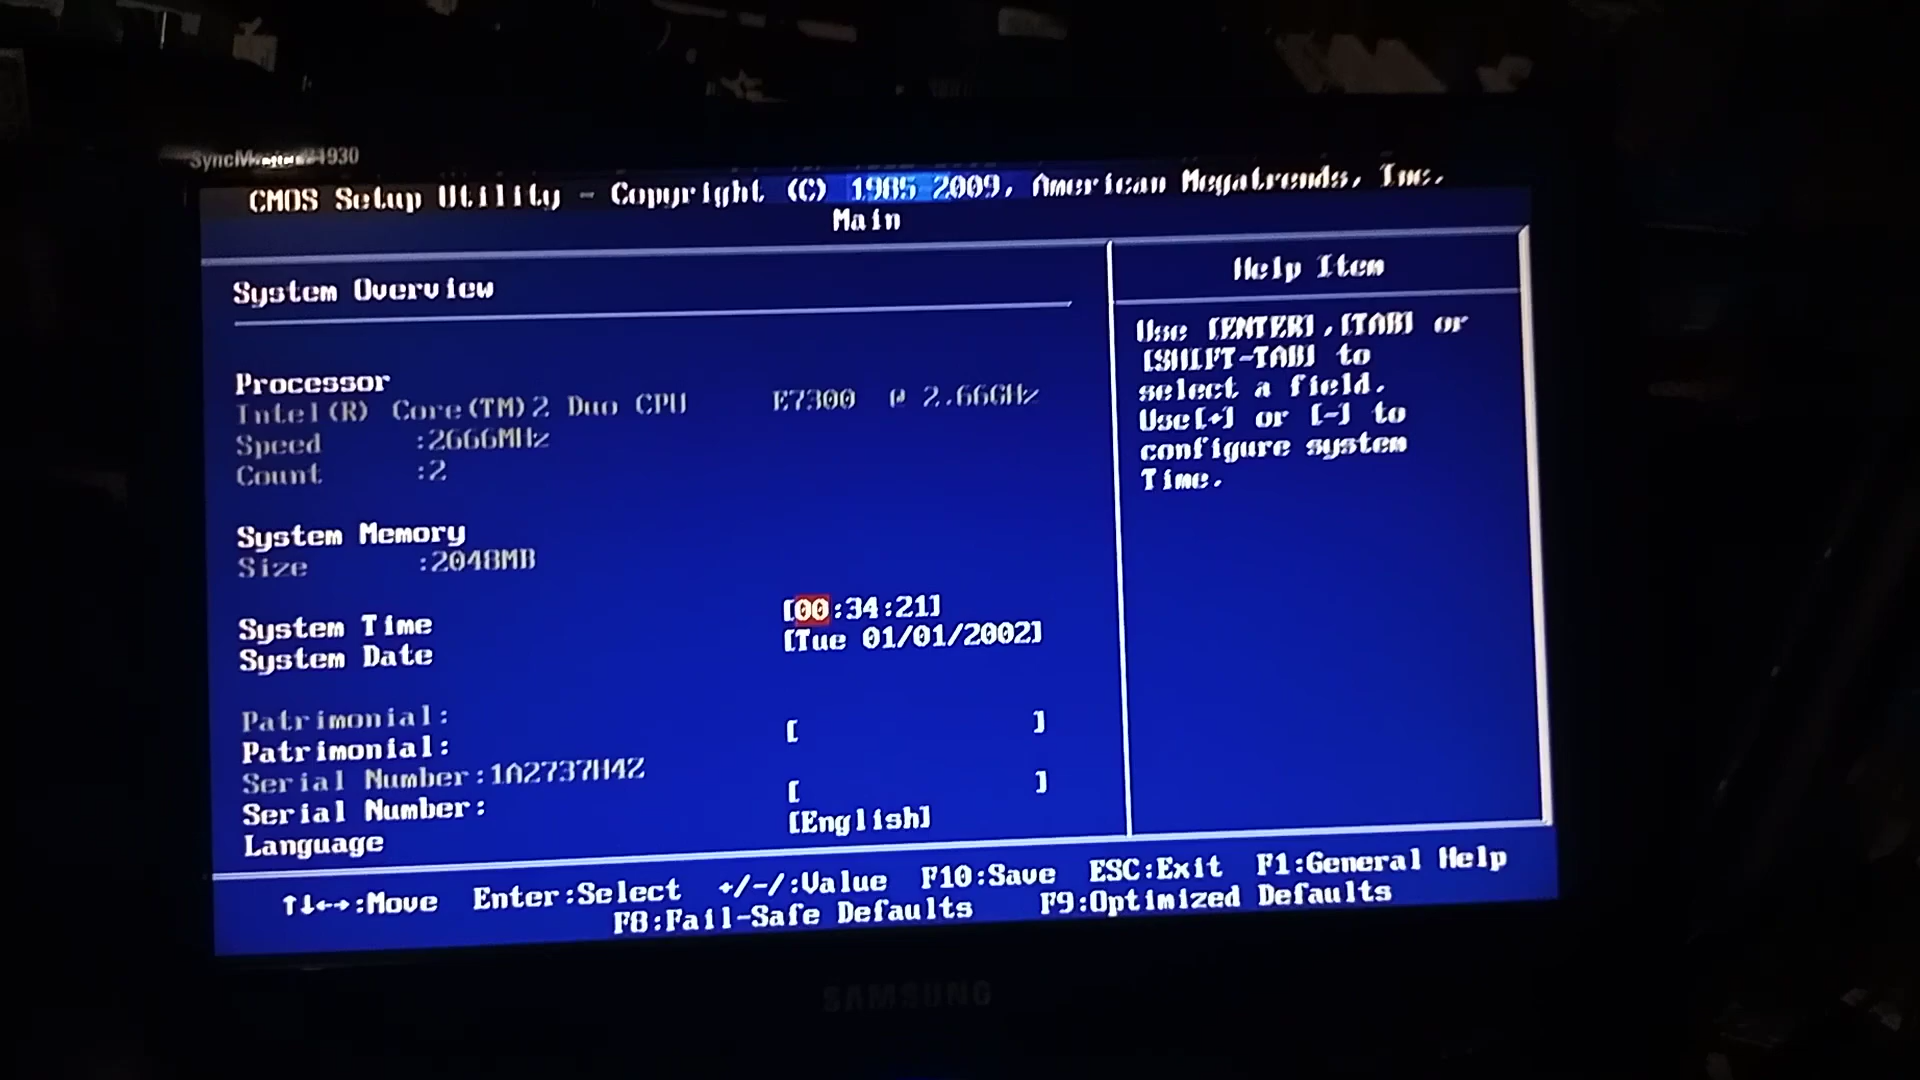 CMOS Setup Utility - Copyright (C) 1985 2009, American Megatrends, Inc.
Main
System Overview
Processor
Intel(R) Core(TM)2 Duo CPU E7300 @ 2.66GHz
Speed :2666MHz
Count :2
System Memory
Size :2048MB
System Time [00:34:21]
System Date [Tue 01/01/2002]
Patrimonial:
Patrimonial: [ ]
Serial Number:1A2737H4Z
Serial Number: [ ]
Language [English]
Help Item
Use [ENTER],[TAB] or
[SHIFT-TAB] to
select a field.
Use[+] or [-] to
configure system
Time.
↑↓←→:Move Enter:Select +/-/:Value F10:Save ESC:Exit F1:General Help
F8:Fail-Safe Defaults F9:Optimized Defaults
SAMSUNG